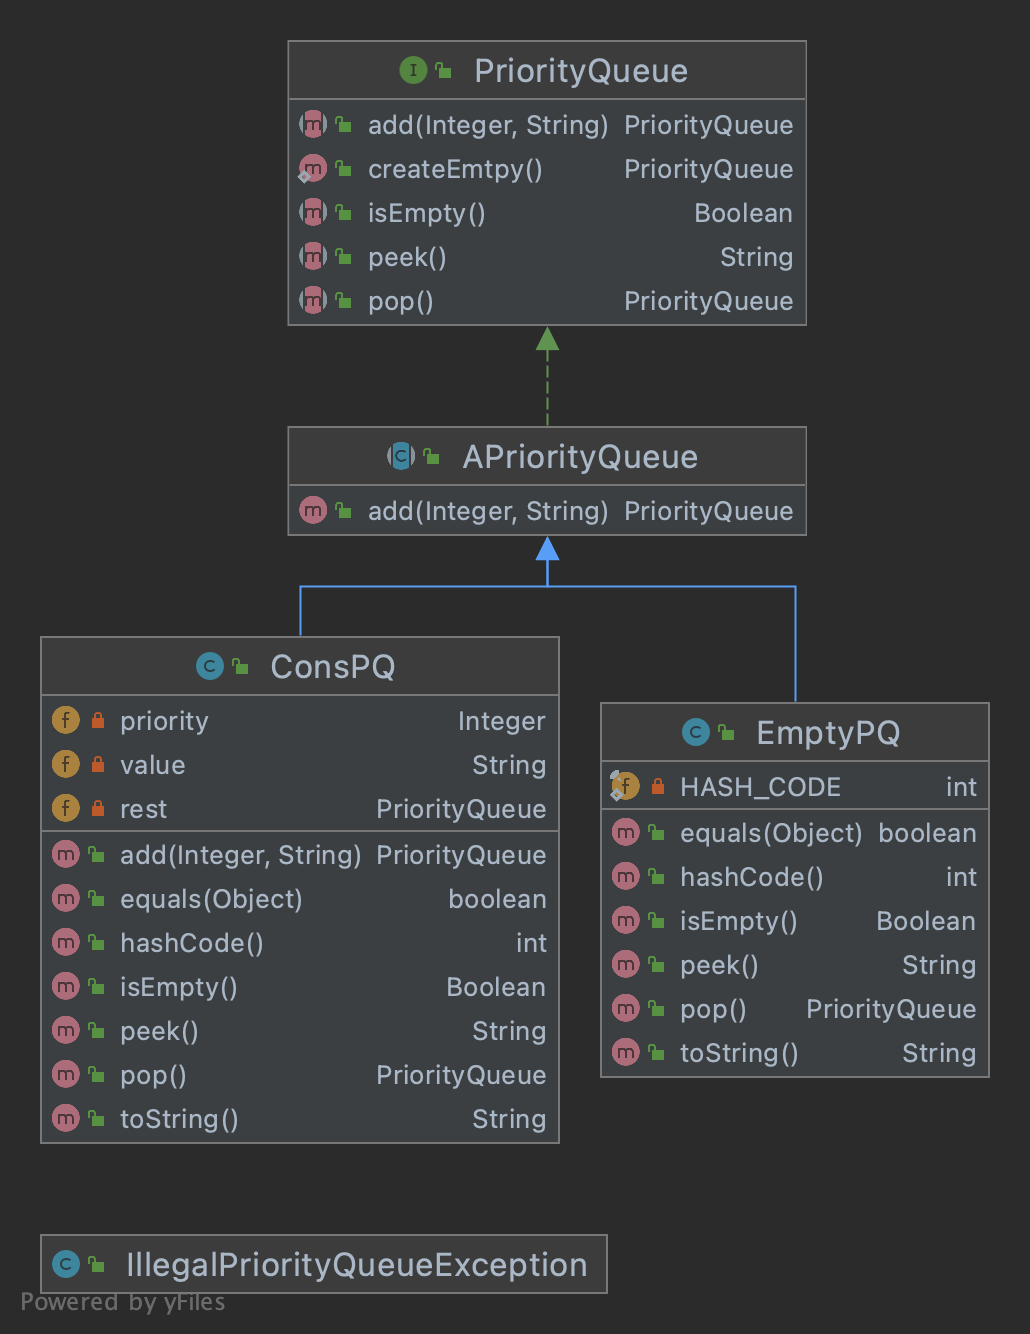 PriorityQueue
add(Integer, String) PriorityQueue
createEmtpy() PriorityQueue
isEmpty() Boolean
peek() String
pop() PriorityQueue
APriorityQueue
add(Integer, String) PriorityQueue
ConsPQ
priority Integer
value String
rest PriorityQueue
add(Integer, String) PriorityQueue
equals(Object) boolean
hashCode() int
isEmpty() Boolean
peek() String
pop() PriorityQueue
toString() String
EmptyPQ
HASH_CODE int
equals(Object) boolean
hashCode() int
isEmpty() Boolean
peek() String
pop() PriorityQueue
toString() String
IllegalPriorityQueueException
Powered by yFiles